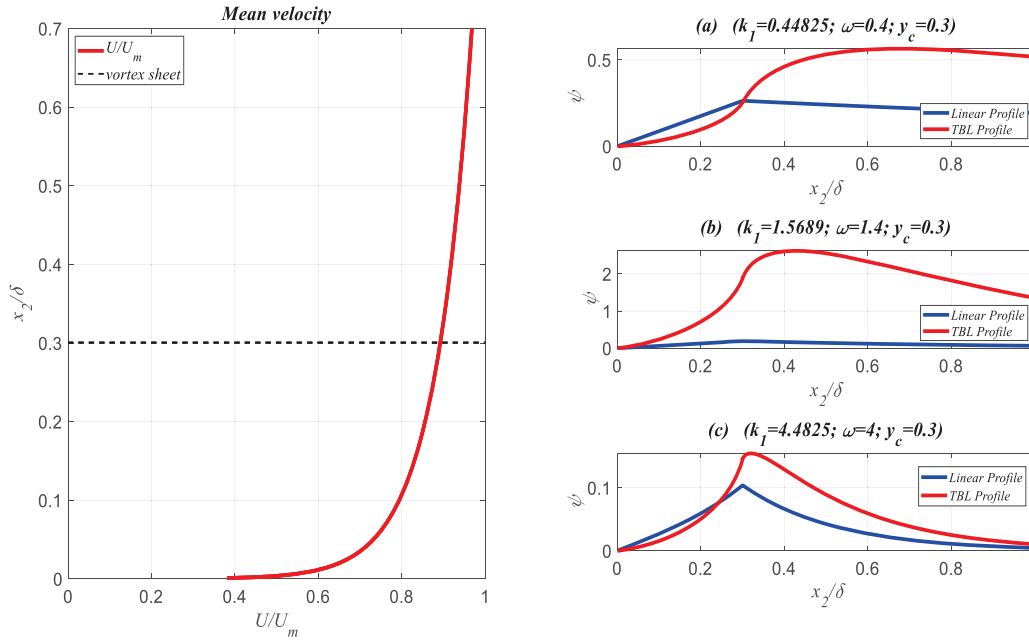 Mean velocity
U/U_m
vortex sheet
0.7
0.6
0.5
0.4
0.3
0.2
0.1
0
x_2/δ
0 0.2 0.4 0.6 0.8 1
U/U_m
(a) (k_1=0.44825; ω=0.4; y_c=0.3)
0.5
0
ψ
Linear Profile
TBL Profile
0 0.2 0.4 0.6 0.8
x_2/δ
(b) (k_1=1.5689; ω=1.4; y_c=0.3)
2
1
0
ψ
Linear Profile
TBL Profile
0 0.2 0.4 0.6 0.8
x_2/δ
(c) (k_1=4.4825; ω=4; y_c=0.3)
0.1
0
ψ
Linear Profile
TBL Profile
0 0.2 0.4 0.6 0.8
x_2/δ